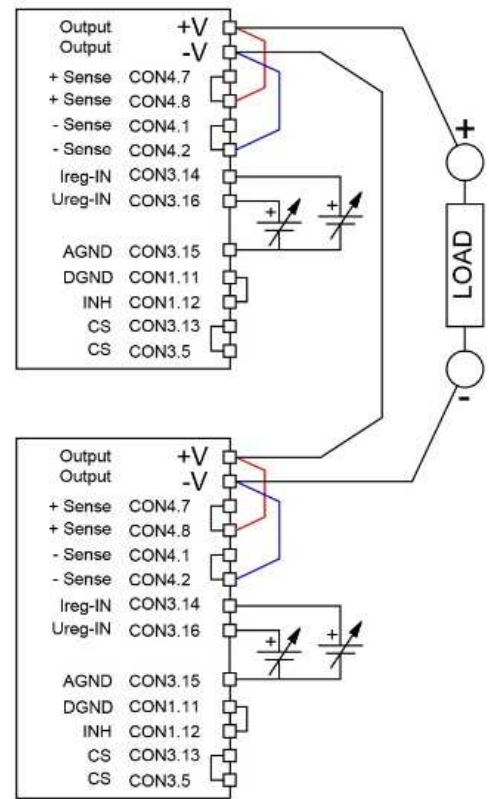 Output +V
Output -V
+ Sense CON4.7
+ Sense CON4.8
- Sense CON4.1
- Sense CON4.2
Ireg-IN CON3.14
Ureg-IN CON3.16
+ +
AGND CON3.15
DGND CON1.11
INH CON1.12
CS CON3.13
CS CON3.5
+
LOAD
-
Output +V
Output -V
+ Sense CON4.7
+ Sense CON4.8
- Sense CON4.1
- Sense CON4.2
Ireg-IN CON3.14
Ureg-IN CON3.16
+ +
AGND CON3.15
DGND CON1.11
INH CON1.12
CS CON3.13
CS CON3.5